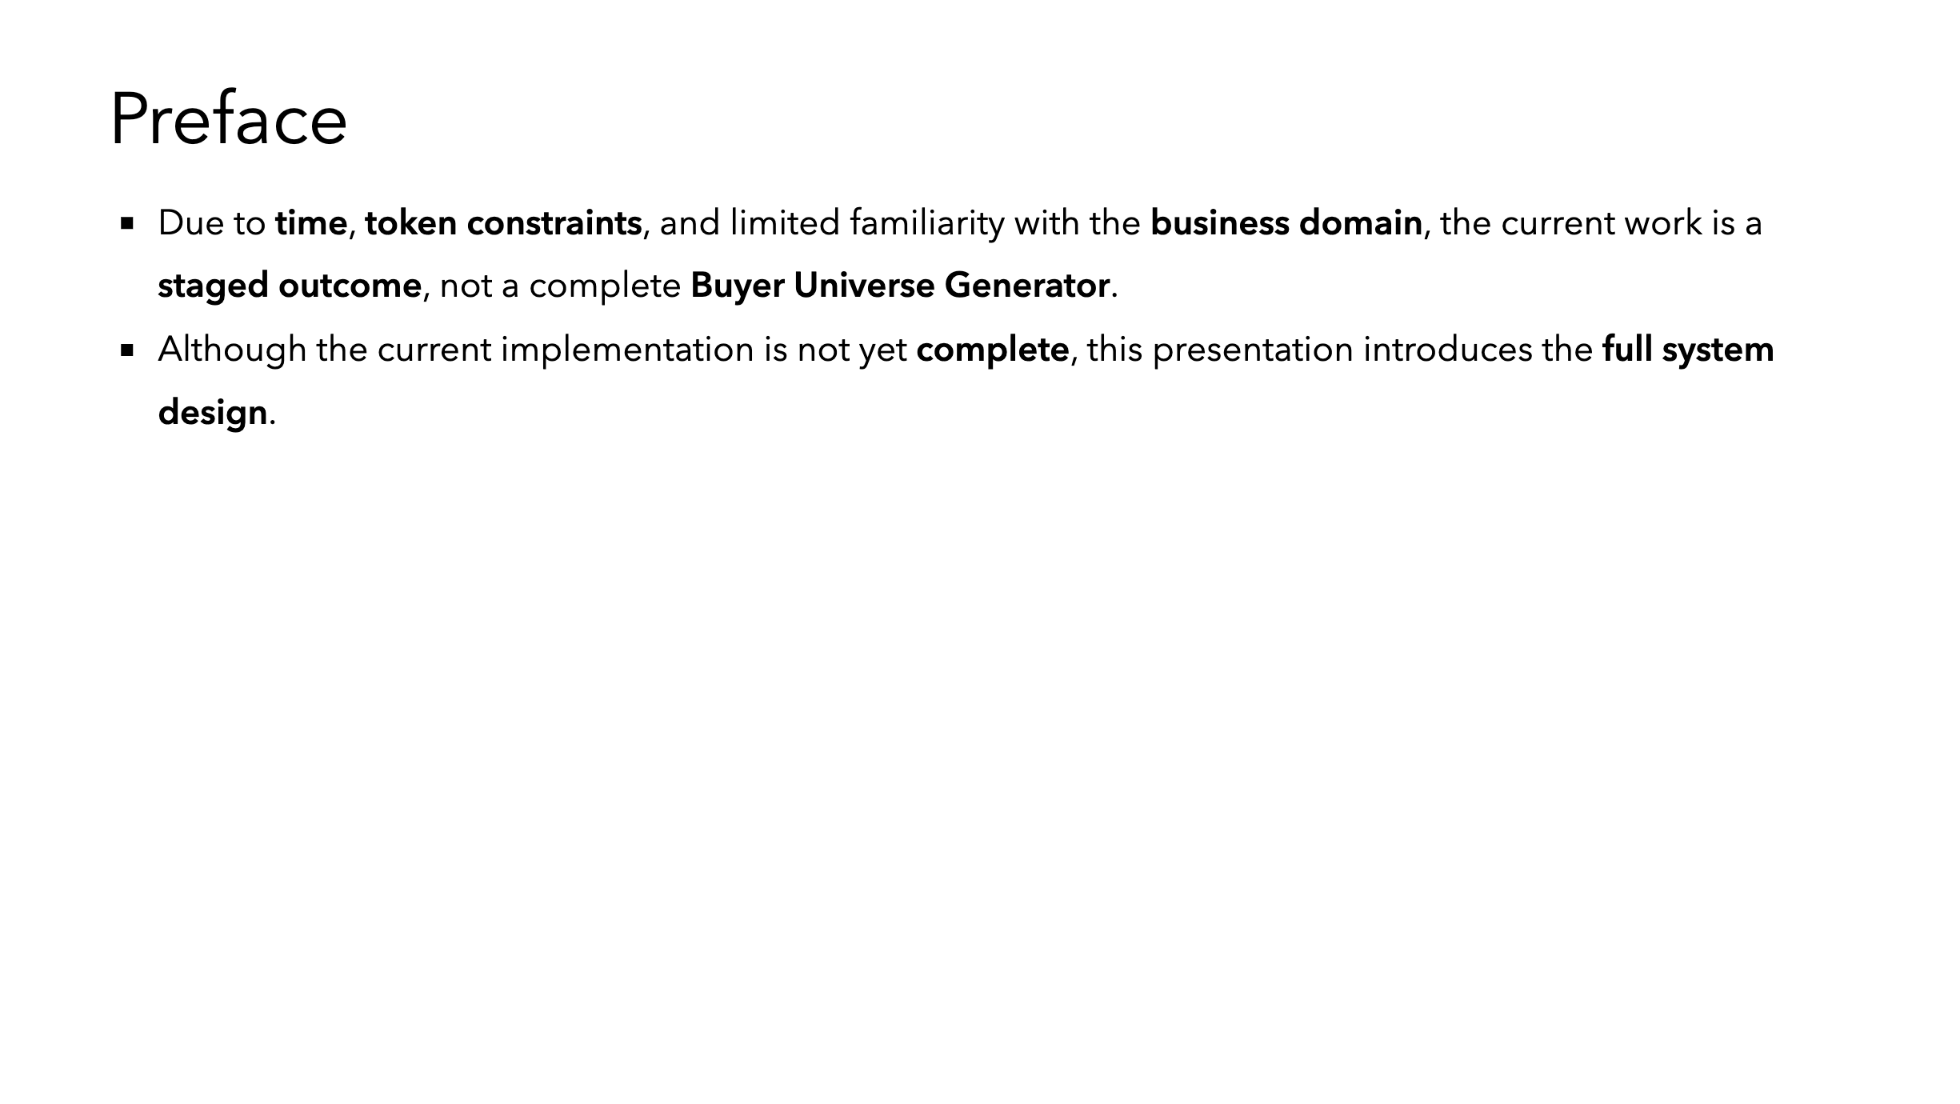 Preface
▪ Due to time, token constraints, and limited familiarity with the business domain, the current work is a
staged outcome, not a complete Buyer Universe Generator.
▪ Although the current implementation is not yet complete, this presentation introduces the full system
design.